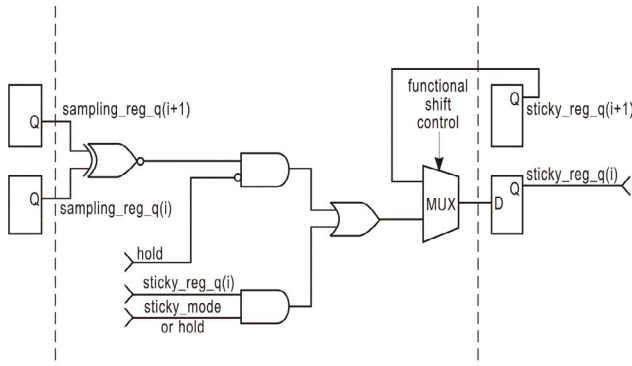 Q
sampling_reg_q(i+1)
Q
sampling_reg_q(i)
hold
sticky_reg_q(i)
sticky_mode
or hold
functional
shift
control
MUX
Q
sticky_reg_q(i+1)
sticky_reg_q(i)
Q
D